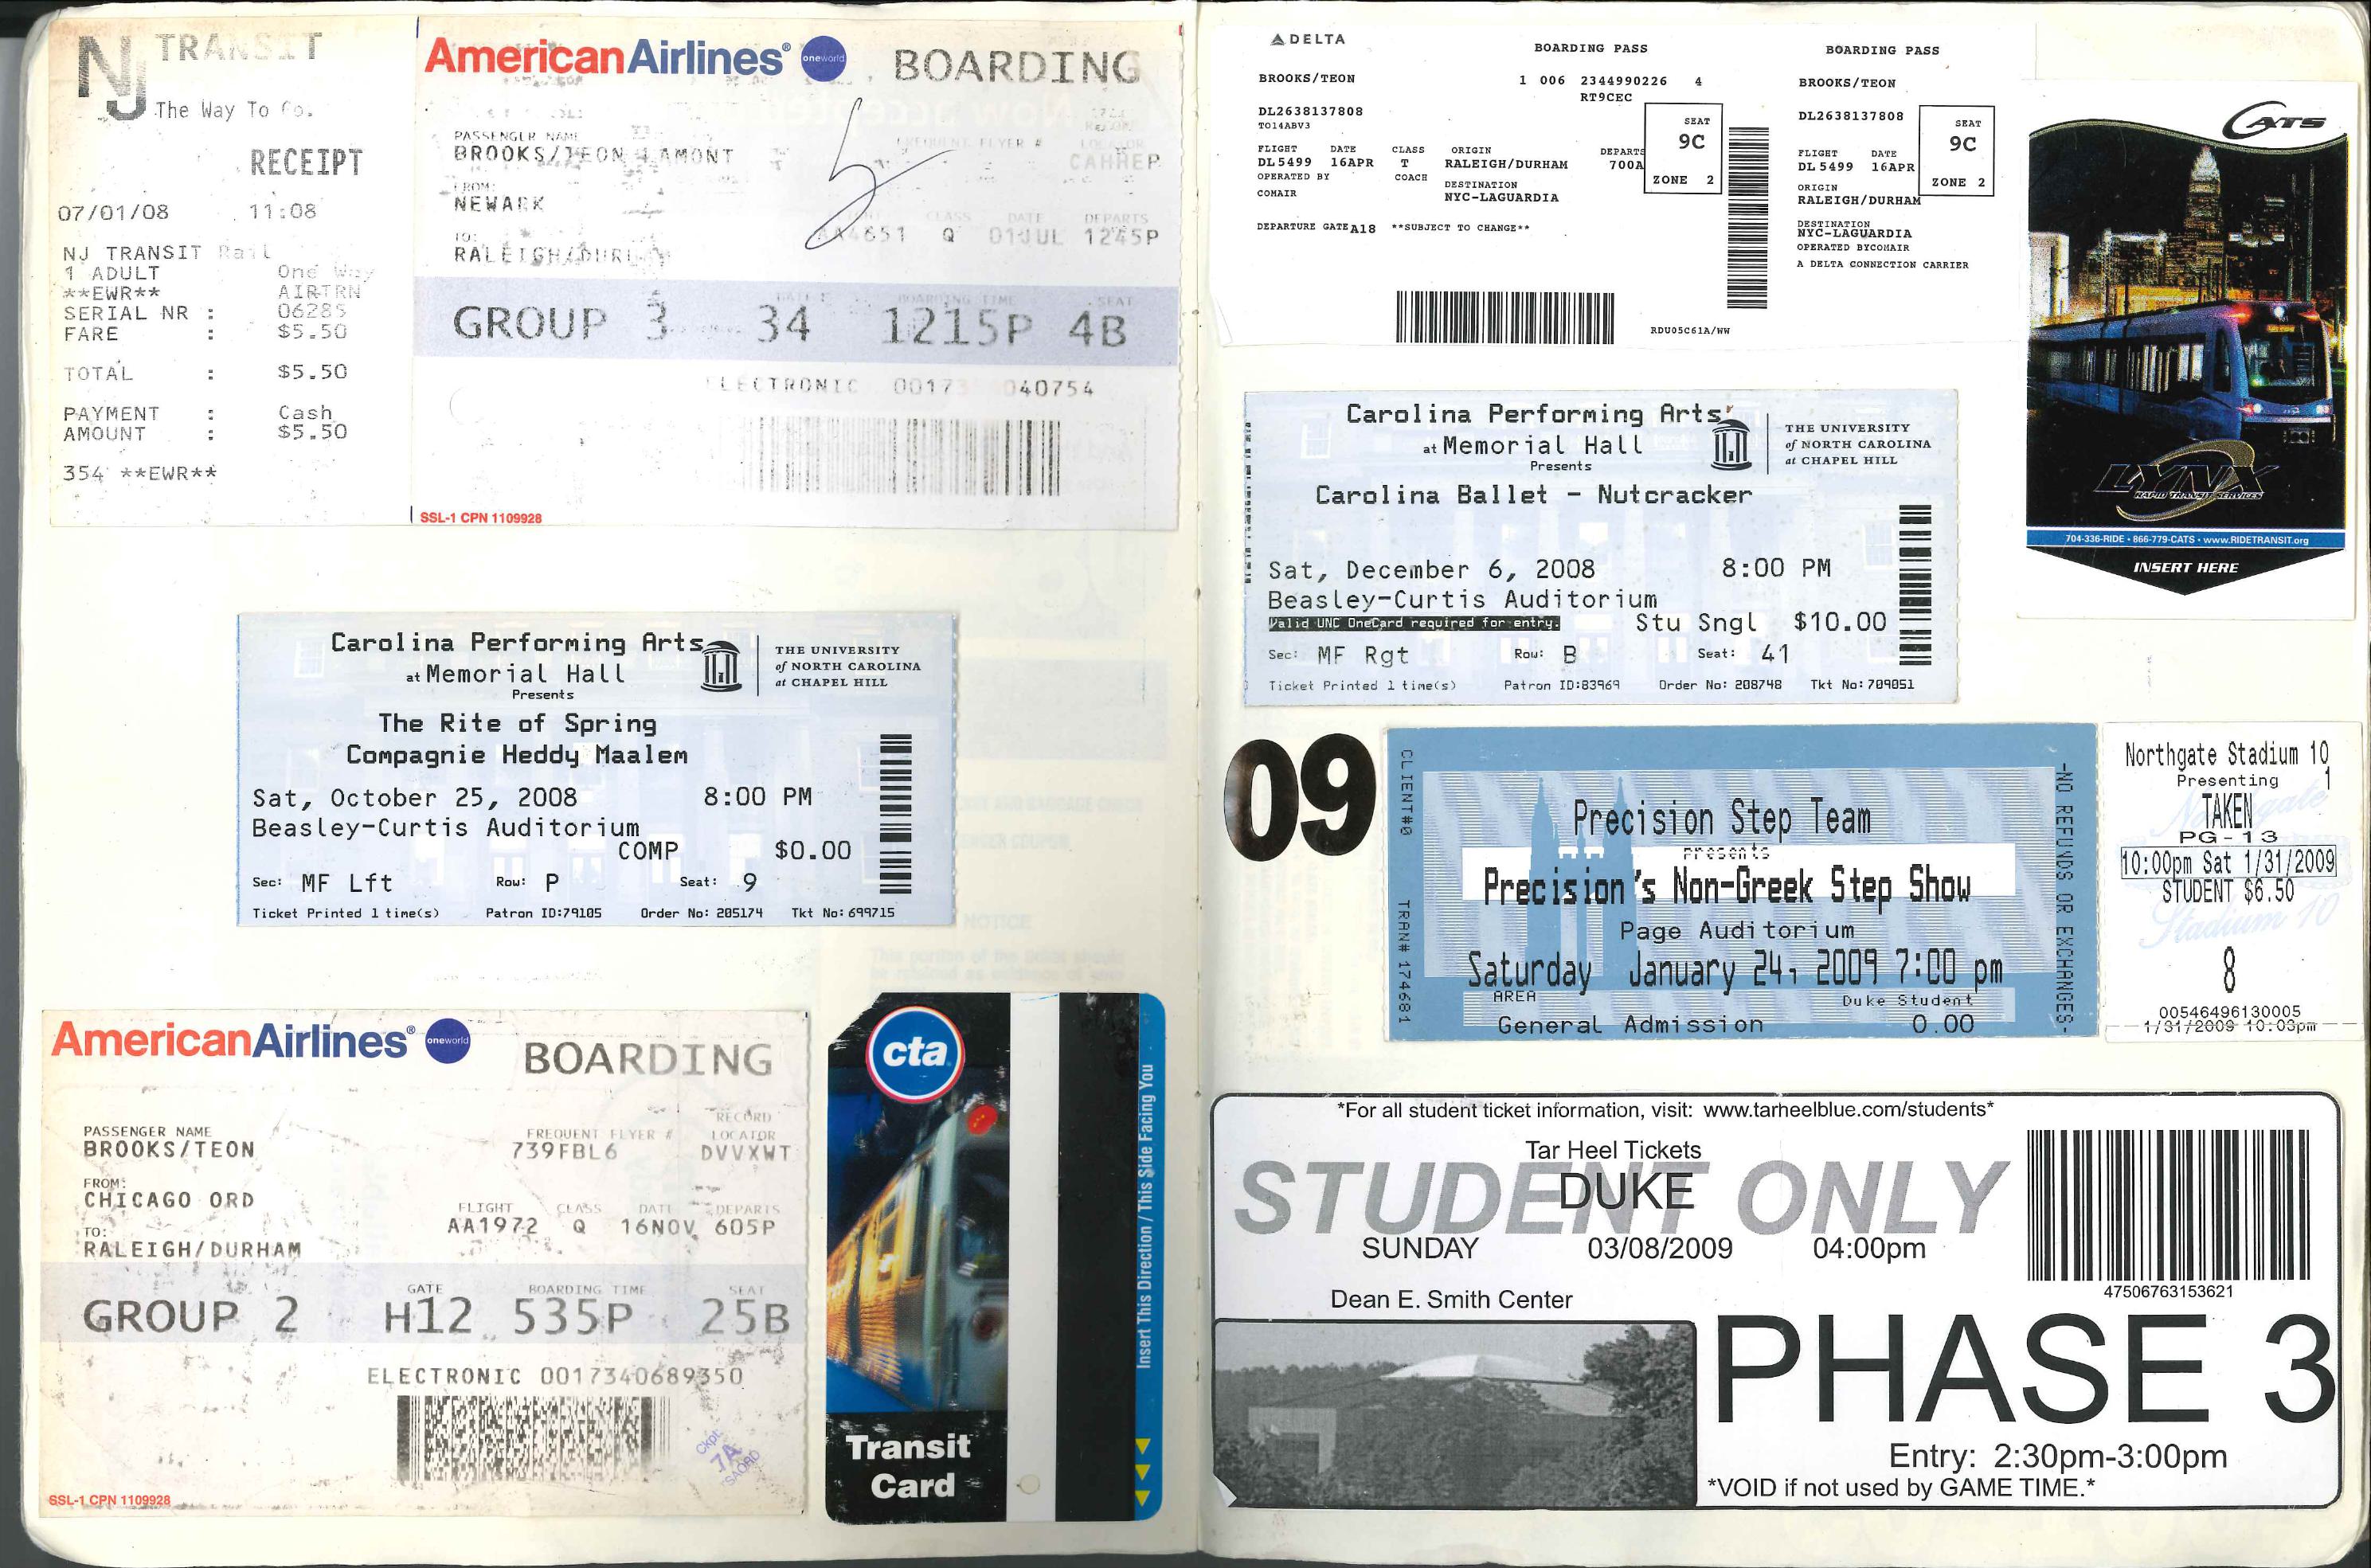 NJ TRANSIT
The Way To Go.
RECEIPT
07/01/08 11:08
NJ TRANSIT Rail
1 ADULT One Way
**EWR** AIRTRN
SERIAL NR : 06285
FARE : $5.50
TOTAL : $5.50
PAYMENT : Cash
AMOUNT : $5.50
354 **EWR**
AmericanAirlines® oneworld BOARDING
PASSENGER NAME
BROOKS/TEON LAMONT
FREQUENT FLYER #
LOCATOR
CAHHEP
FROM:
NEWARK
TO:
RALEIGH/DURH
CLASS DATE DEPARTS
AA4651 Q 01JUL 1245P
BOARDING TIME SEAT
GROUP 3 34 1215P 4B
ELECTRONIC 00173 040754
SSL-1 CPN 1109928
5
Carolina Performing Arts
at Memorial Hall
Presents
THE UNIVERSITY
of NORTH CAROLINA
at CHAPEL HILL
The Rite of Spring
Compagnie Heddy Maalem
Sat, October 25, 2008 8:00 PM
Beasley-Curtis Auditorium
COMP $0.00
Sec: MF Lft Row: P Seat: 9
Ticket Printed 1 time(s) Patron ID:79105 Order No: 205174 Tkt No: 699715
AmericanAirlines® oneworld BOARDING
PASSENGER NAME
BROOKS/TEON
FREQUENT FLYER #
739FBL6
RECORD
LOCATOR
DVVXWT
FROM:
CHICAGO ORD
TO:
RALEIGH/DURHAM
FLIGHT CLASS DATE DEPARTS
AA1972 Q 16NOV 605P
GATE BOARDING TIME SEAT
GROUP 2 H12 535P 25B
ELECTRONIC 0017340689350
Ckpt
7A
SSL-1 CPN 1109928
cta
Transit
Card
Insert This Direction / This Side Facing You
DELTA
BOARDING PASS
BROOKS/TEON 1 006 2344990226 4
RT9CEC
DL2638137808
TO14ABV3
SEAT
9C
ZONE 2
FLIGHT DATE CLASS ORIGIN DEPARTS
DL5499 16APR T RALEIGH/DURHAM 700A
OPERATED BY COACH DESTINATION
COMAIR NYC-LAGUARDIA
DEPARTURE GATE A18 **SUBJECT TO CHANGE**
RDU05C61A/WW
BOARDING PASS
BROOKS/TEON
DL2638137808
SEAT
9C
ZONE 2
FLIGHT DATE
DL5499 16APR
ORIGIN
RALEIGH/DURHAM
DESTINATION
NYC-LAGUARDIA
OPERATED BYCOMAIR
A DELTA CONNECTION CARRIER
CATS
LYNX
RAPID TRANSIT SERVICES
704-336-RIDE • 866-779-CATS • www.RIDETRANSIT.org
INSERT HERE
Carolina Performing Arts
at Memorial Hall
Presents
THE UNIVERSITY
of NORTH CAROLINA
at CHAPEL HILL
Carolina Ballet - Nutcracker
Sat, December 6, 2008 8:00 PM
Beasley-Curtis Auditorium
Valid UNC OneCard required for entry. Stu Sngl $10.00
Sec: MF Rgt Row: B Seat: 41
Ticket Printed 1 time(s) Patron ID:83969 Order No: 208748 Tkt No: 709051
09
CLIENT#0 TRAN# 174681
Precision Step Team
presents
Precision's Non-Greek Step Show
Page Auditorium
Saturday January 24, 2009 7:00 pm
AREA Duke Student
General Admission 0.00
-NO REFUNDS OR EXCHANGES-
Northgate Stadium 10
Presenting 1
TAKEN
PG-13
10:00pm Sat 1/31/2009
STUDENT $6.50
Northgate
Stadium 10
8
00546496130005
1/31/2009 10:03pm
*For all student ticket information, visit: www.tarheelblue.com/students*
Tar Heel Tickets
STUDENT ONLY
DUKE
SUNDAY 03/08/2009 04:00pm
47506763153621
Dean E. Smith Center
PHASE 3
Entry: 2:30pm-3:00pm
*VOID if not used by GAME TIME.*